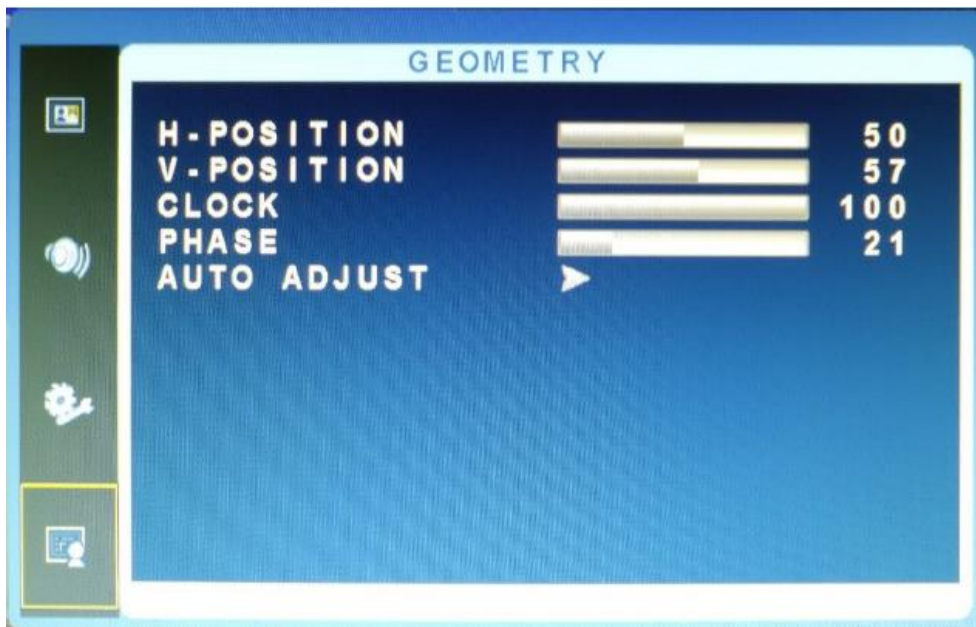 GEOMETRY
H-POSITION 50
V-POSITION 57
CLOCK 100
PHASE 21
AUTO ADJUST